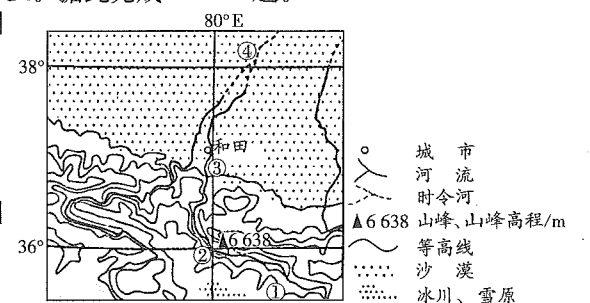 80°E
④
38°
和田
③
▲6 638
36°
②
①
城 市
河 流
时令河
▲6 638 山峰、山峰高程/m
等高线
沙 漠
冰川、雪原